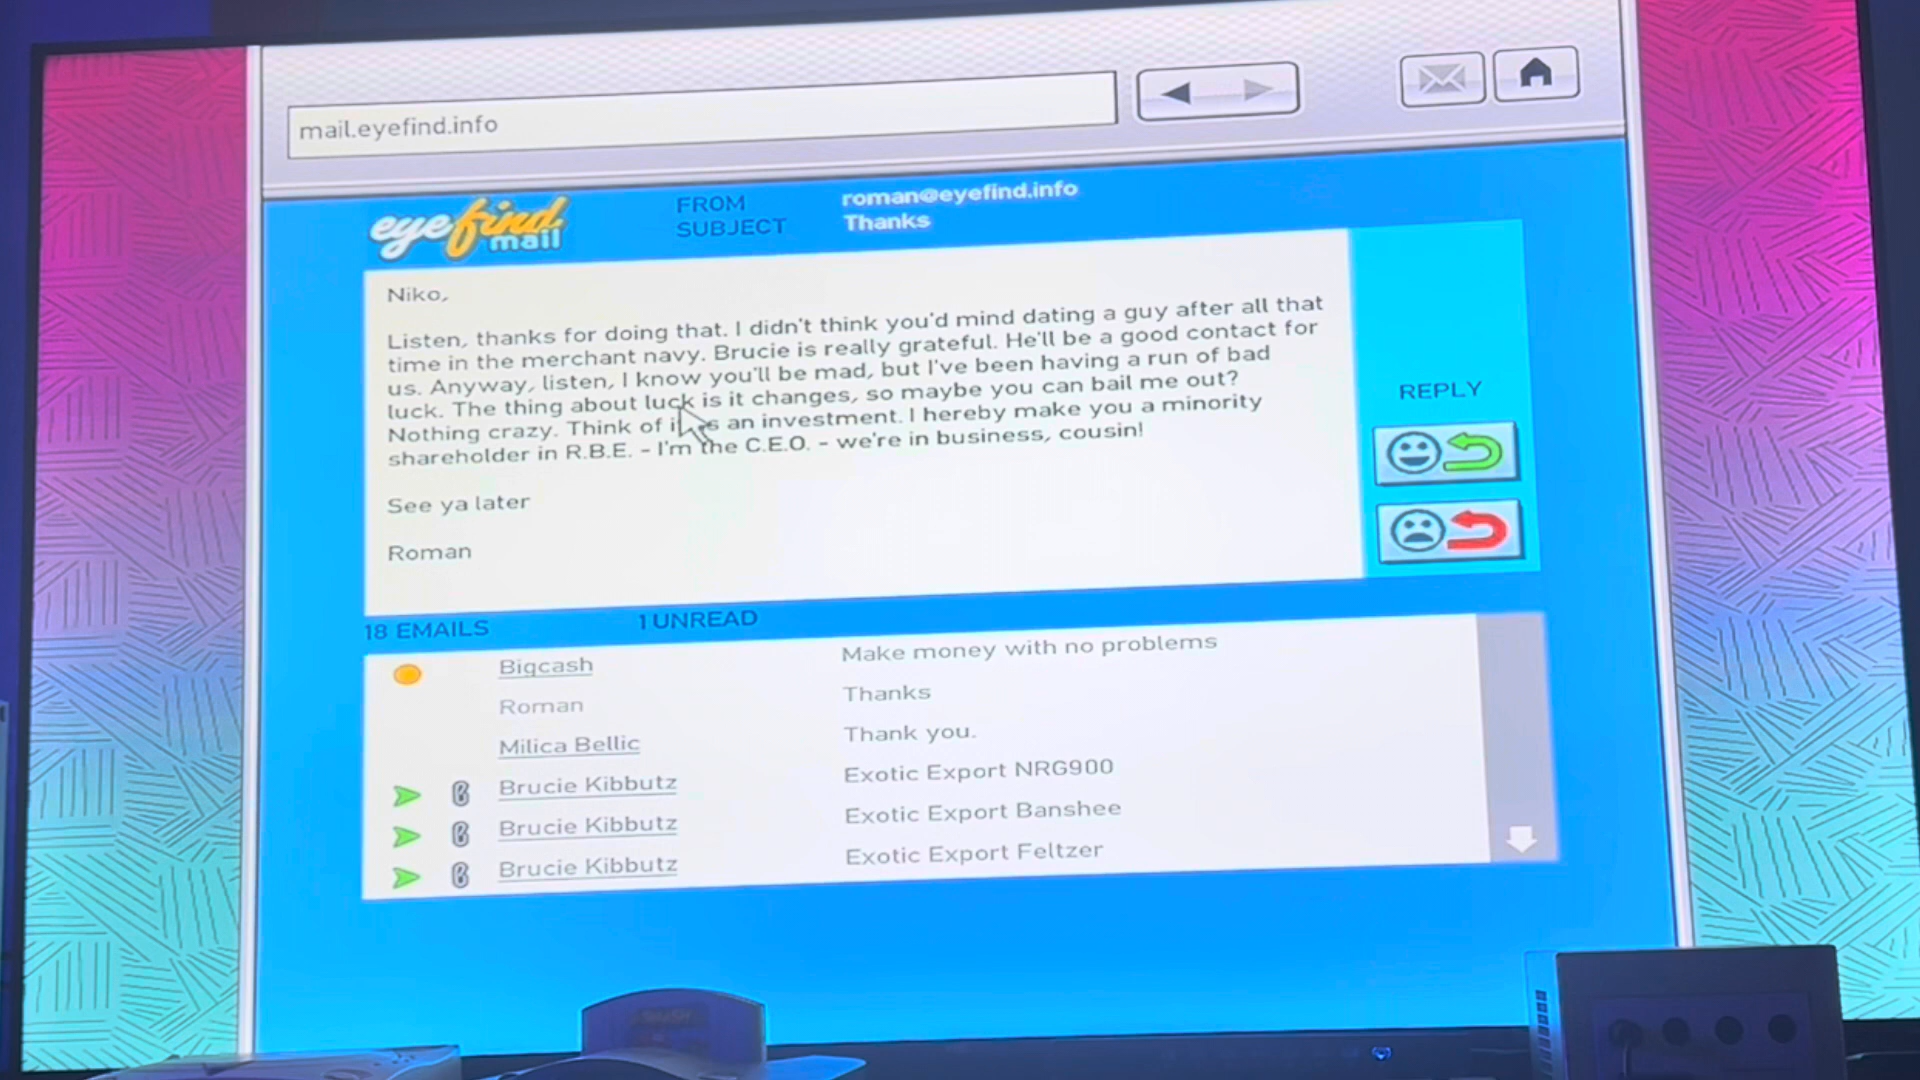 mail.eyefind.info
eyefind mail
FROM roman@eyefind.info
SUBJECT Thanks
Niko,
Listen, thanks for doing that. I didn't think you'd mind dating a guy after all that
time in the merchant navy. Brucie is really grateful. He'll be a good contact for
us. Anyway, listen, I know you'll be mad, but I've been having a run of bad
luck. The thing about luck is it changes, so maybe you can bail me out?
Nothing crazy. Think of it as an investment. I hereby make you a minority
shareholder in R.B.E. - I'm the C.E.O. - we're in business, cousin!
See ya later
Roman
REPLY
18 EMAILS 1 UNREAD
Bigcash Make money with no problems
Roman Thanks
Milica Bellic Thank you.
Brucie Kibbutz Exotic Export NRG900
Brucie Kibbutz Exotic Export Banshee
Brucie Kibbutz Exotic Export Feltzer